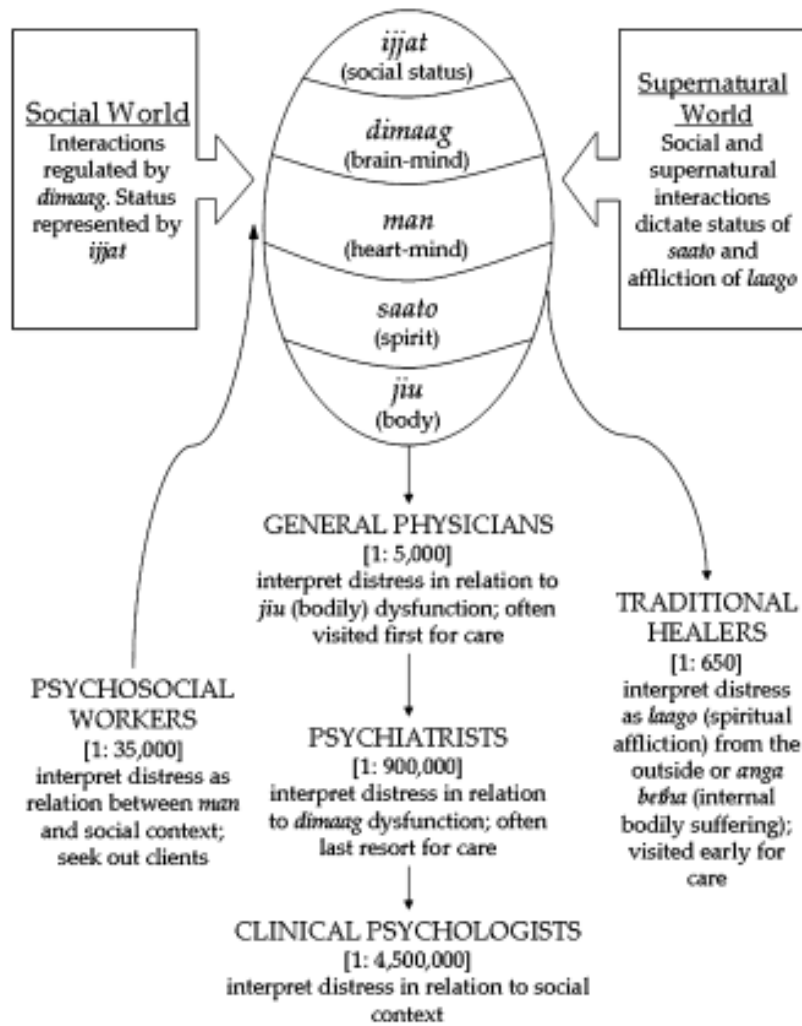 Social World
Interactions
regulated by
dimaag. Status
represented by
ijjat
ijjat
(social status)
dimaag
(brain-mind)
man
(heart-mind)
saato
(spirit)
jiu
(body)
Supernatural
World
Social and
supernatural
interactions
dictate status of
saato and
affliction of laago
PSYCHOSOCIAL
WORKERS
[1: 35,000]
interpret distress as
relation between man
and social context;
seek out clients
GENERAL PHYSICIANS
[1: 5,000]
interpret distress in relation to
jiu (bodily) dysfunction; often
visited first for care
PSYCHIATRISTS
[1: 900,000]
interpret distress in relation
to dimaag dysfunction; often
last resort for care
CLINICAL PSYCHOLOGISTS
[1: 4,500,000]
interpret distress in relation to social
context
TRADITIONAL
HEALERS
[1: 650]
interpret distress
as laago (spiritual
affliction) from the
outside or anga
betha (internal
bodily suffering);
visited early for
care